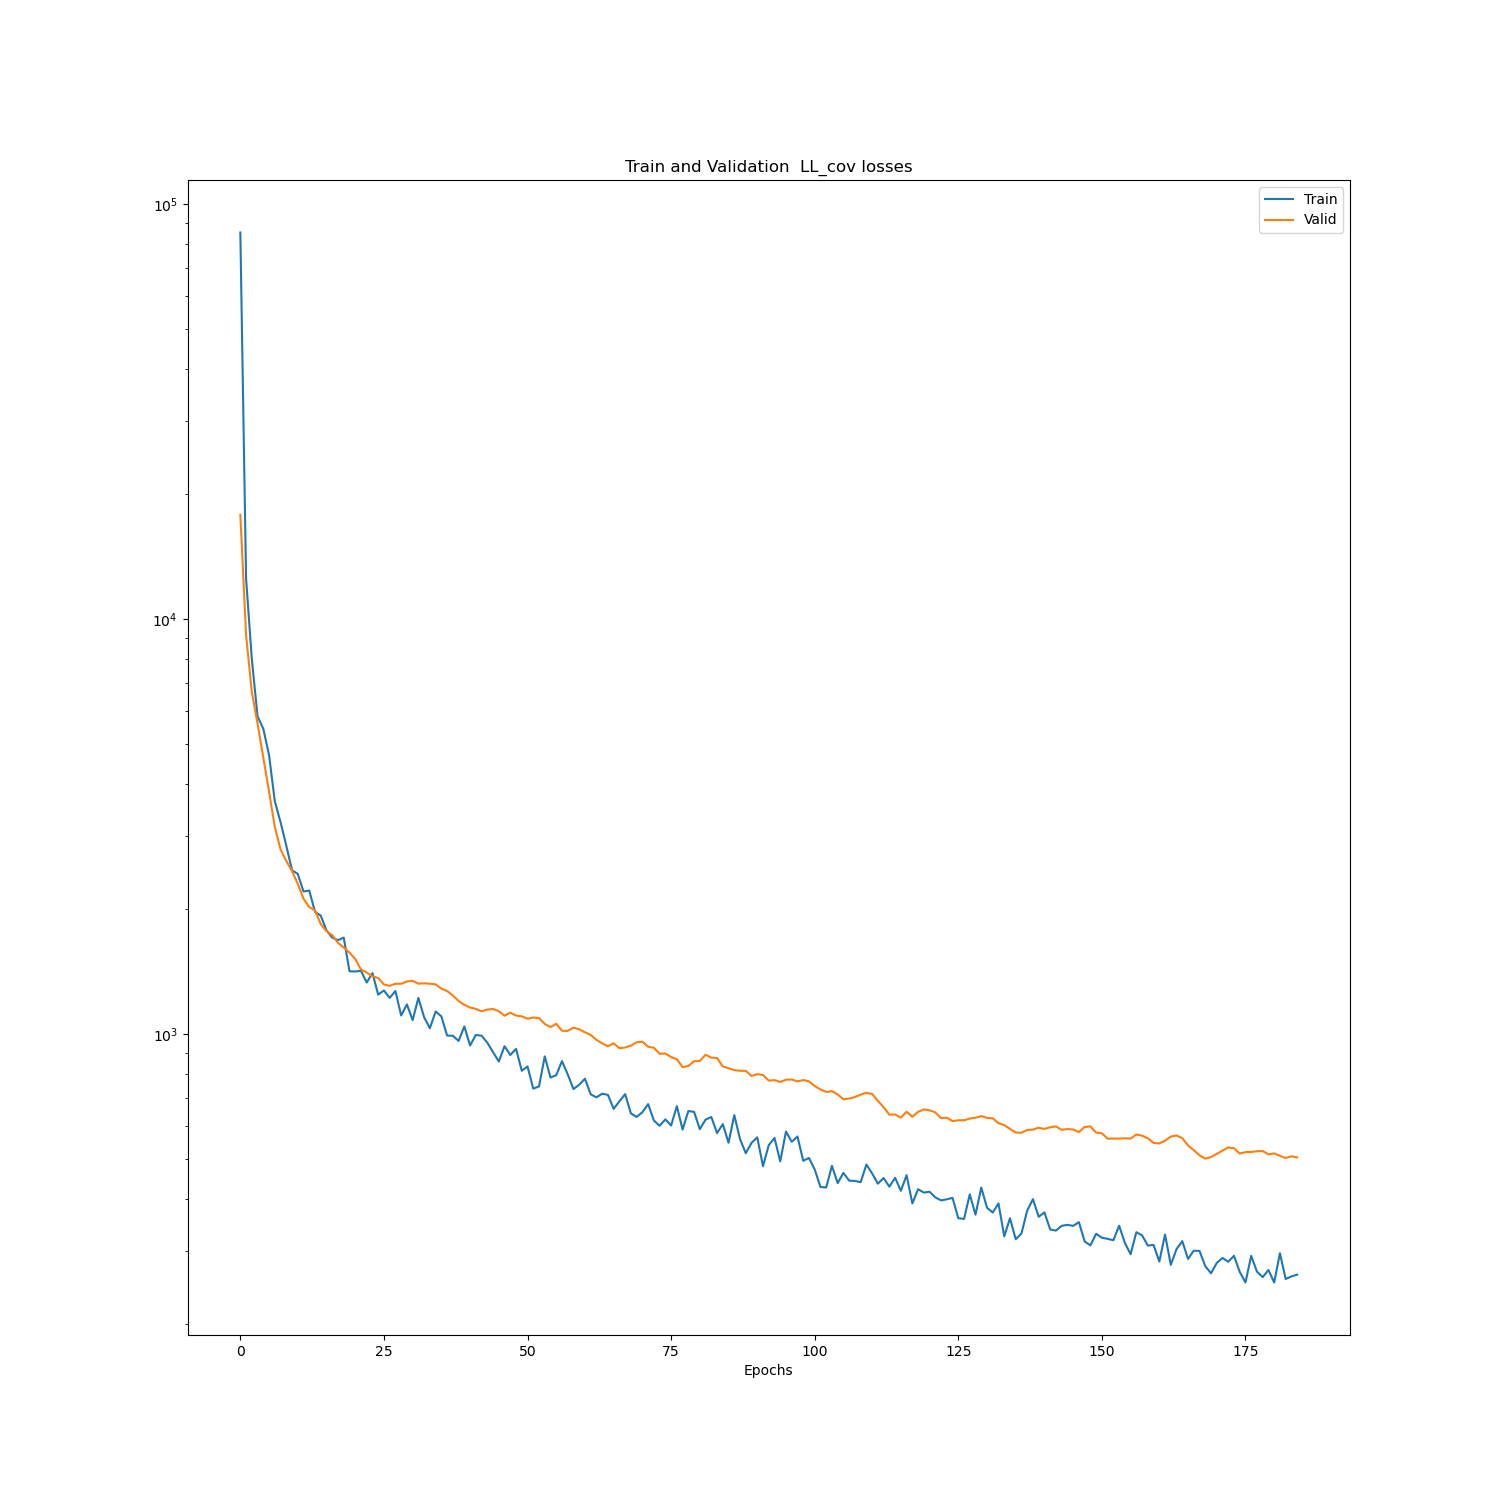 Train and Validation  LL_cov losses
Train
Valid
10^5
10^4
10^3
0 25 50 75 100 125 150 175
Epochs